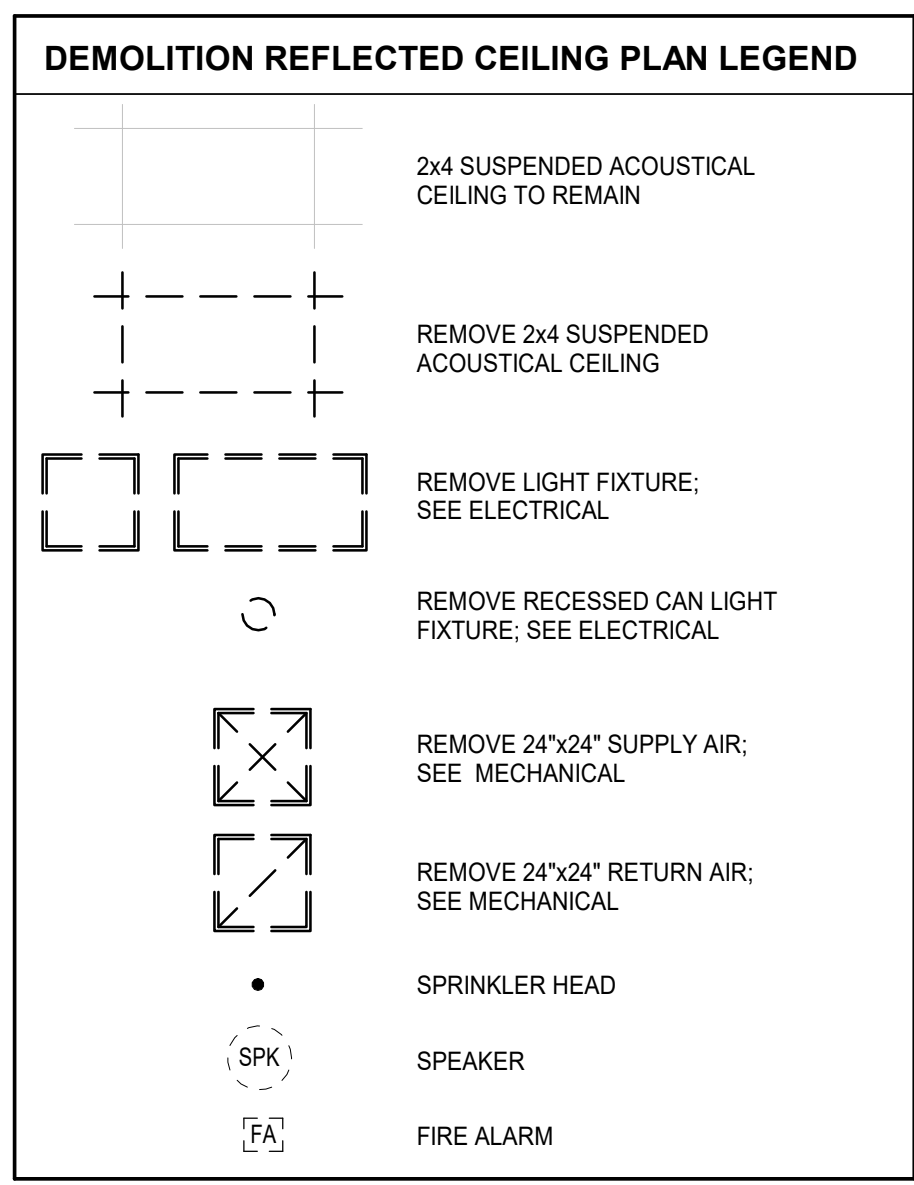 DEMOLITION REFLECTED CEILING PLAN LEGEND
2x4 SUSPENDED ACOUSTICAL
CEILING TO REMAIN
REMOVE 2x4 SUSPENDED
ACOUSTICAL CEILING
REMOVE LIGHT FIXTURE;
SEE ELECTRICAL
REMOVE RECESSED CAN LIGHT
FIXTURE; SEE ELECTRICAL
REMOVE 24"x24" SUPPLY AIR;
SEE  MECHANICAL
REMOVE 24"x24" RETURN AIR;
SEE MECHANICAL
SPRINKLER HEAD
SPK
SPEAKER
FA
FIRE ALARM